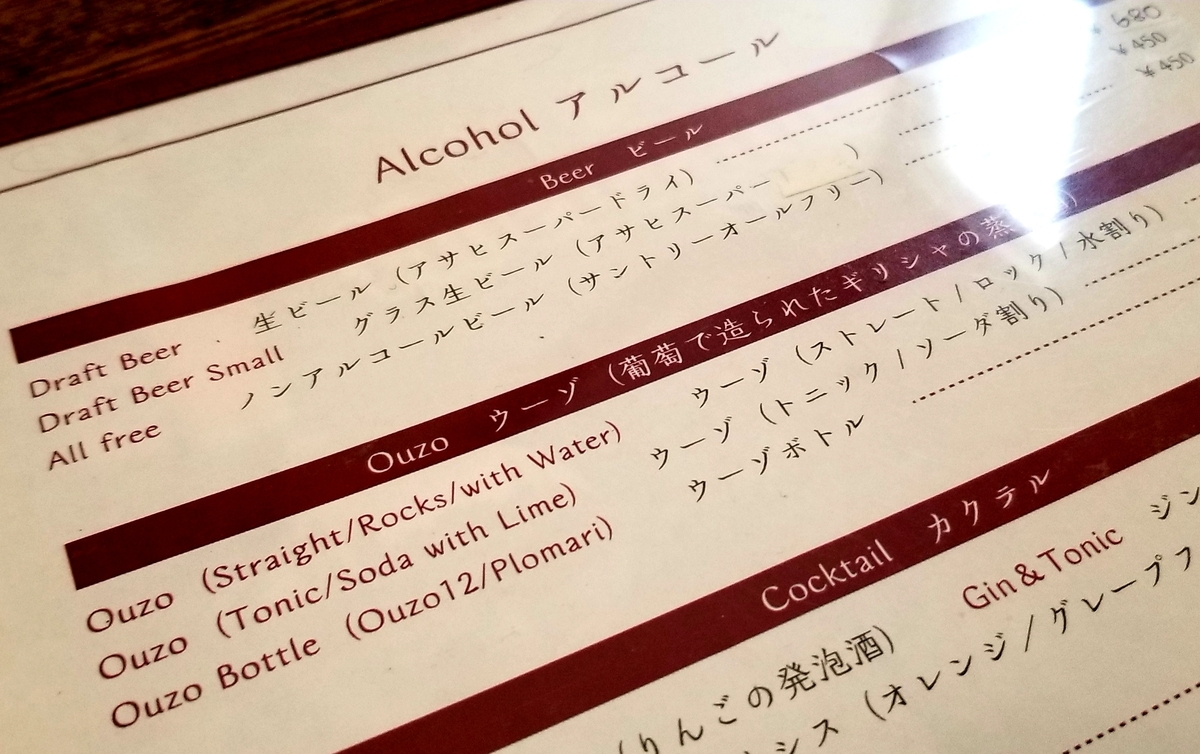 Alcohol アルコール
Beer ビール
Draft Beer 生ビール (アサヒスーパードライ) 680
Draft Beer Small グラス生ビール (アサヒスーパー ) ¥450
All free ノンアルコールビール (サントリーオールフリー) ¥450
Ouzo ウーゾ (葡萄で造られたギリシャの蒸
Ouzo (Straight/Rocks/with Water) ウーゾ (ストレート/ロック/水割り)
Ouzo (Tonic/Soda with Lime) ウーゾ (トニック/ソーダ割り)
Ouzo Bottle (Ouzo12/Plomari) ウーゾボトル
Cocktail カクテル
Gin&Tonic ジン
(りんごの発泡酒)
シス (オレンジ/グレープフ